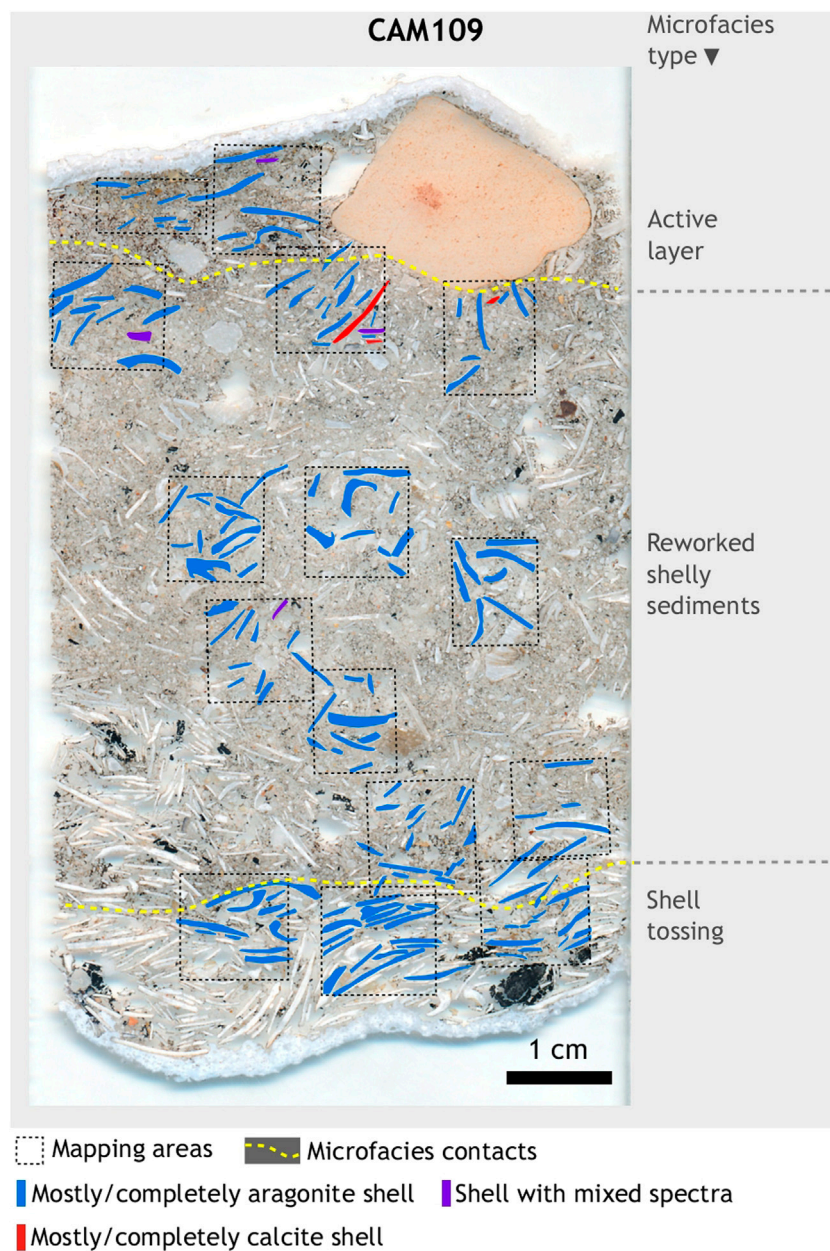 CAM109
Microfacies
type ▼
Active
layer
Reworked
shelly
sediments
Shell
tossing
1 cm
Mapping areas
Microfacies contacts
Mostly/completely aragonite shell
Shell with mixed spectra
Mostly/completely calcite shell